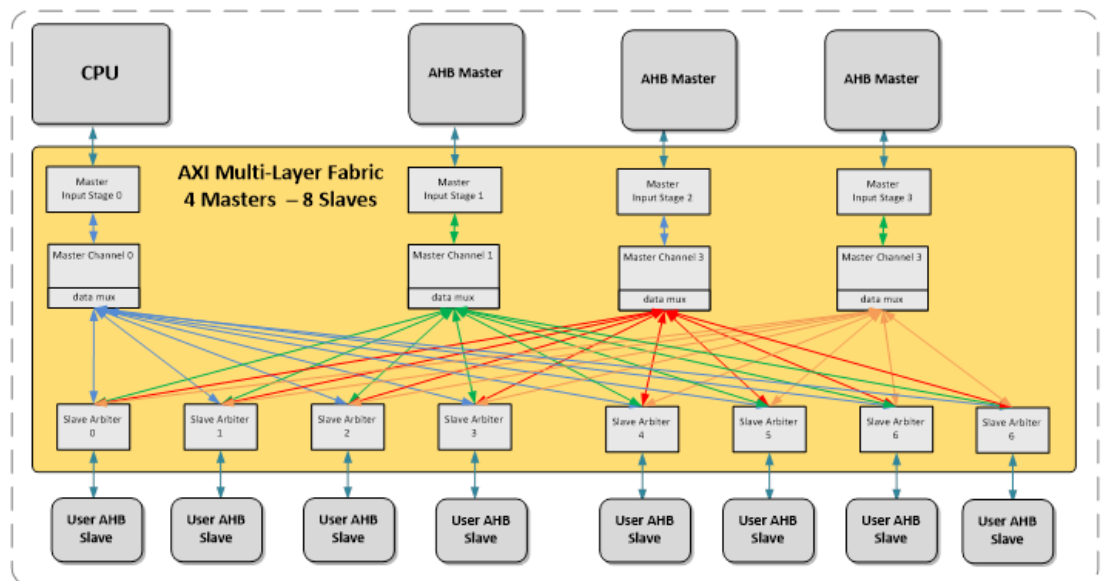 CPU
AHB Master
AHB Master
AHB Master
AXI Multi-Layer Fabric
4 Masters – 8 Slaves
Master
Input Stage 0
Master
Input Stage 1
Master
Input Stage 2
Master
Input Stage 3
Master Channel 0
data mux
Master Channel 1
data mux
Master Channel 3
data mux
Master Channel 3
data mux
Slave Arbiter
0
Slave Arbiter
1
Slave Arbiter
2
Slave Arbiter
3
Slave Arbiter
4
Slave Arbiter
5
Slave Arbiter
6
Slave Arbiter
6
User AHB
Slave
User AHB
Slave
User AHB
Slave
User AHB
Slave
User AHB
Slave
User AHB
Slave
User AHB
Slave
User AHB
Slave